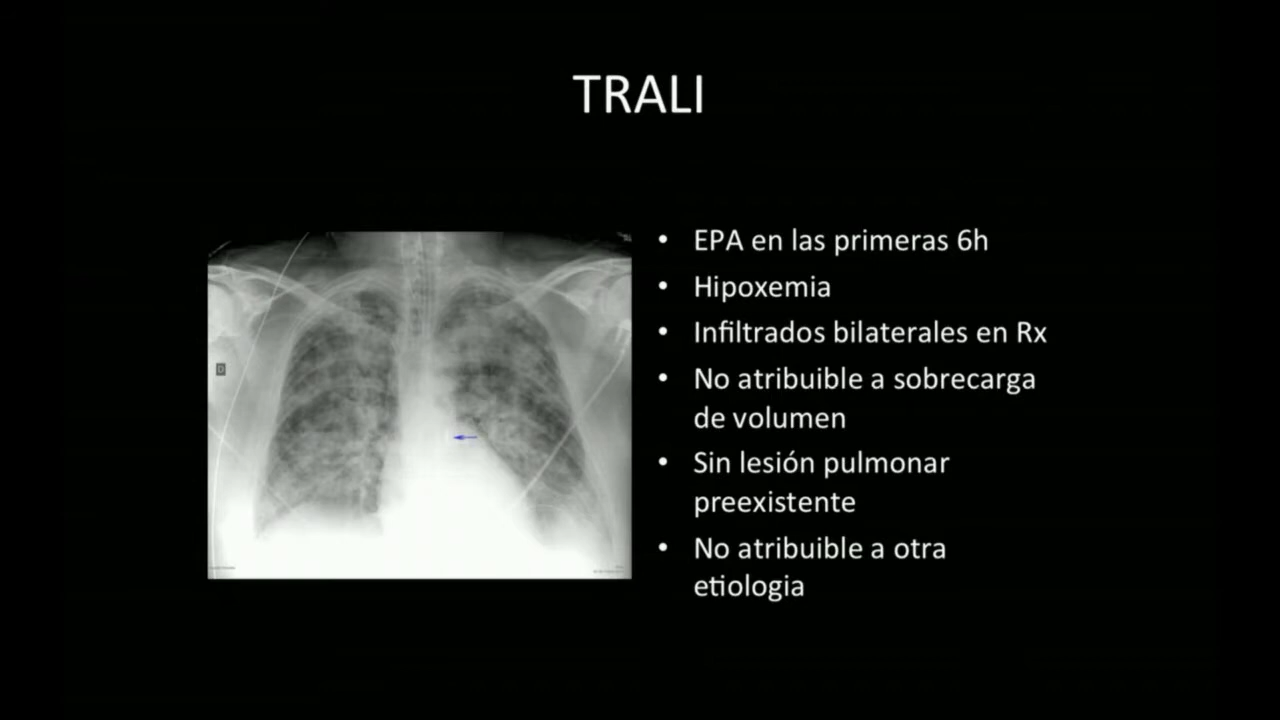 TRALI
• EPA en las primeras 6h
• Hipoxemia
• Infiltrados bilaterales en Rx
• No atribuible a sobrecarga
de volumen
• Sin lesión pulmonar
preexistente
• No atribuible a otra
etiologia
D